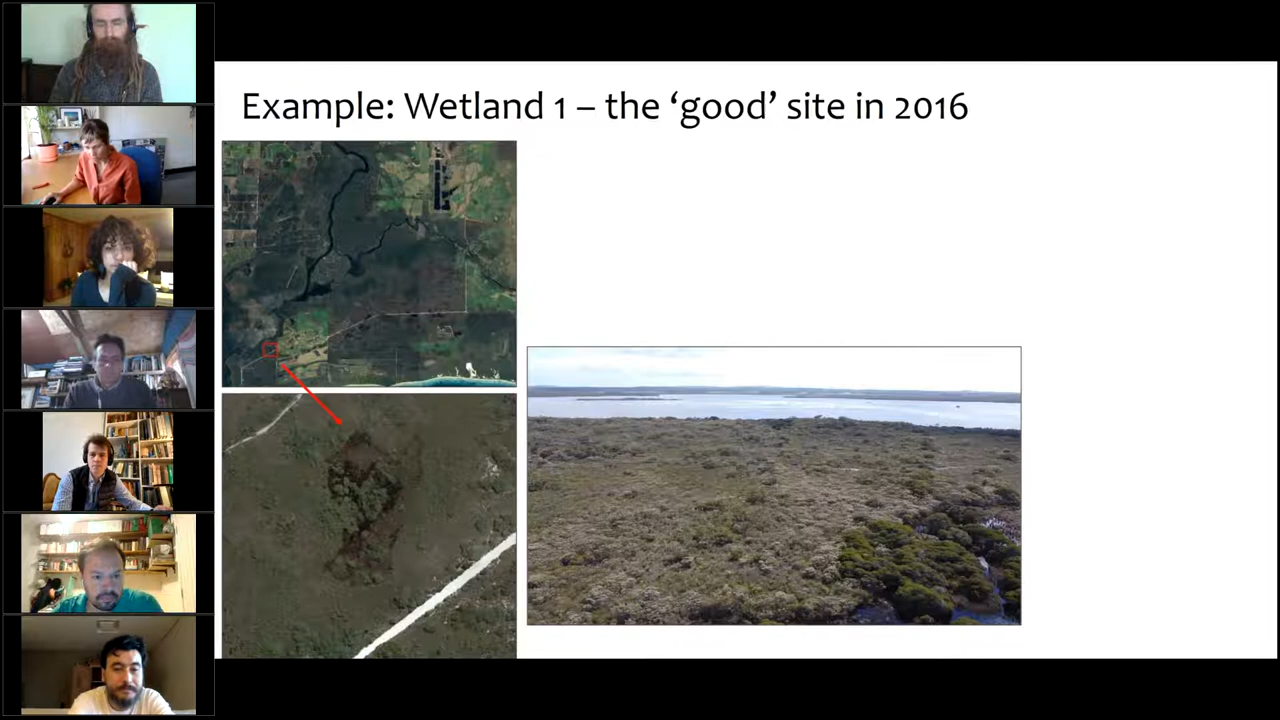 Example: Wetland 1 – the ‘good’ site in 2016